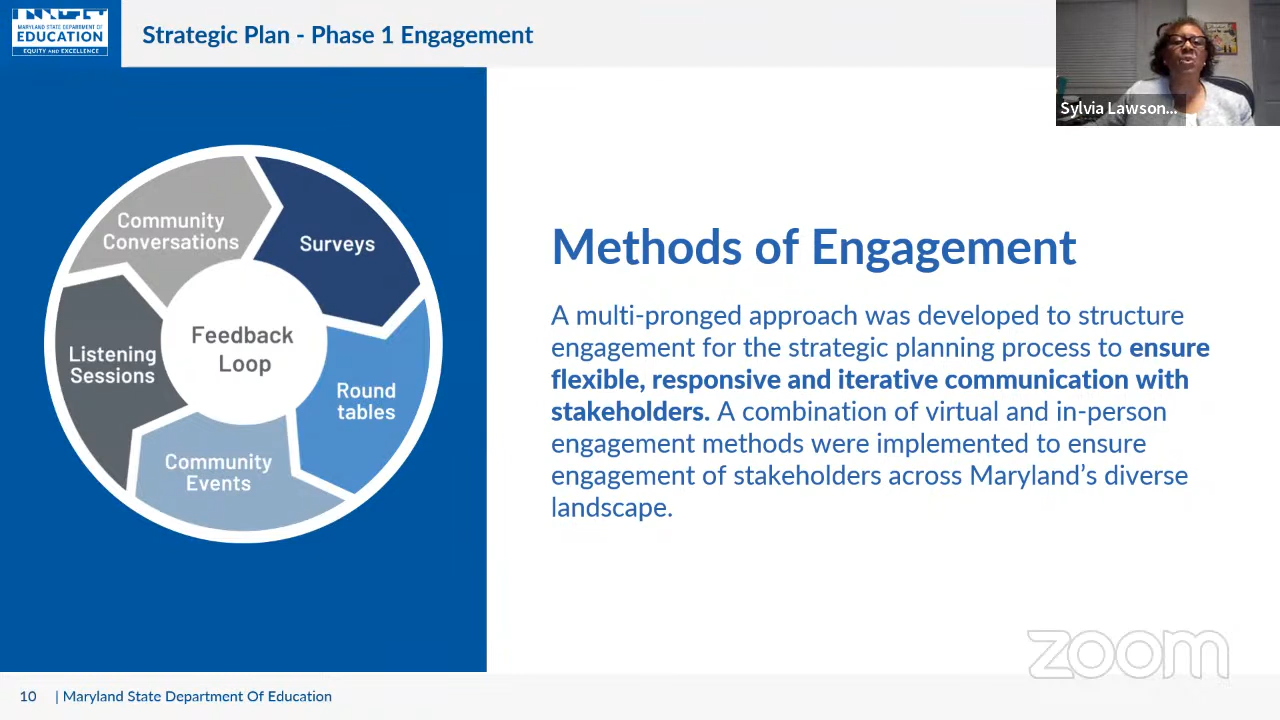 MARYLAND STATE DEPARTMENT OF
EDUCATION
EQUITY AND EXCELLENCE
Strategic Plan - Phase 1 Engagement
Sylvia Lawson...
Community
Conversations
Surveys
Listening
Sessions
Feedback
Loop
Round
tables
Community
Events
Methods of Engagement
A multi-pronged approach was developed to structure
engagement for the strategic planning process to ensure
flexible, responsive and iterative communication with
stakeholders. A combination of virtual and in-person
engagement methods were implemented to ensure
engagement of stakeholders across Maryland’s diverse
landscape.
zoom
10 | Maryland State Department Of Education